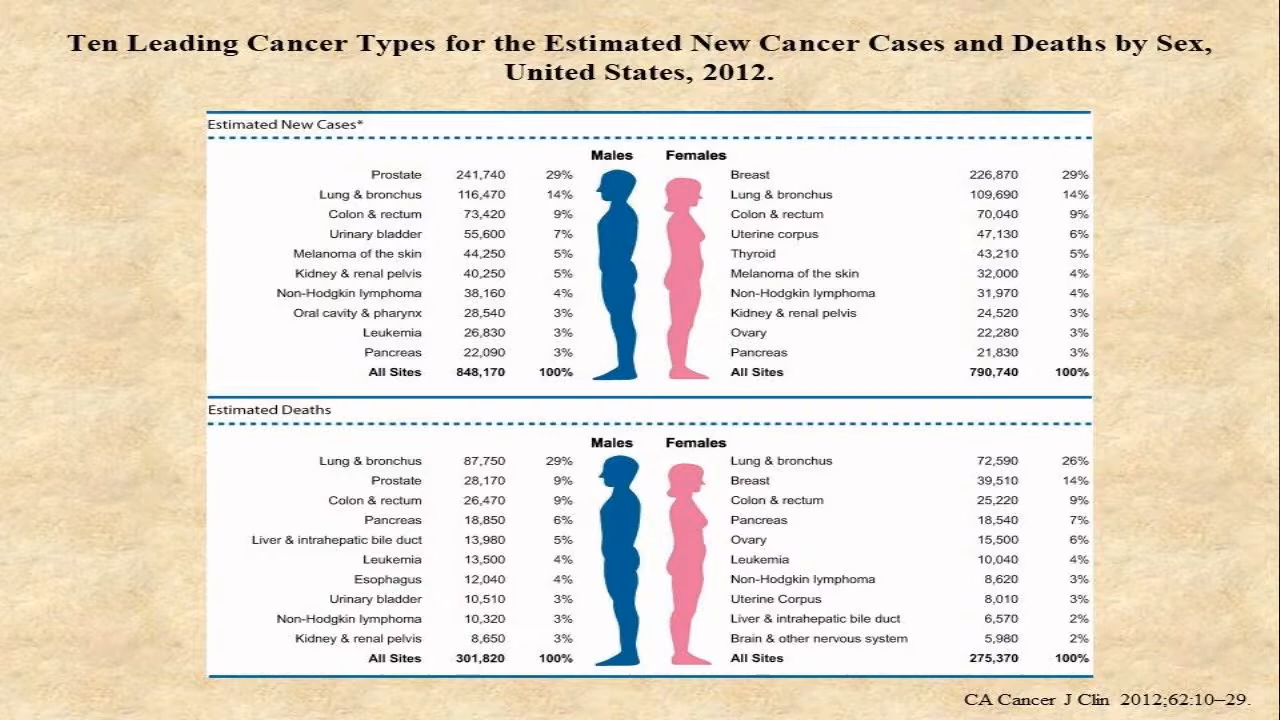 Ten Leading Cancer Types for the Estimated New Cancer Cases and Deaths by Sex,
United States, 2012.
Estimated New Cases*
Males Females
Prostate 241,740 29% Breast 226,870 29%
Lung & bronchus 116,470 14% Lung & bronchus 109,690 14%
Colon & rectum 73,420 9% Colon & rectum 70,040 9%
Urinary bladder 55,600 7% Uterine corpus 47,130 6%
Melanoma of the skin 44,250 5% Thyroid 43,210 5%
Kidney & renal pelvis 40,250 5% Melanoma of the skin 32,000 4%
Non-Hodgkin lymphoma 38,160 4% Non-Hodgkin lymphoma 31,970 4%
Oral cavity & pharynx 28,540 3% Kidney & renal pelvis 24,520 3%
Leukemia 26,830 3% Ovary 22,280 3%
Pancreas 22,090 3% Pancreas 21,830 3%
All Sites 848,170 100% All Sites 790,740 100%
Estimated Deaths
Males Females
Lung & bronchus 87,750 29% Lung & bronchus 72,590 26%
Prostate 28,170 9% Breast 39,510 14%
Colon & rectum 26,470 9% Colon & rectum 25,220 9%
Pancreas 18,850 6% Pancreas 18,540 7%
Liver & intrahepatic bile duct 13,980 5% Ovary 15,500 6%
Leukemia 13,500 4% Leukemia 10,040 4%
Esophagus 12,040 4% Non-Hodgkin lymphoma 8,620 3%
Urinary bladder 10,510 3% Uterine Corpus 8,010 3%
Non-Hodgkin lymphoma 10,320 3% Liver & intrahepatic bile duct 6,570 2%
Kidney & renal pelvis 8,650 3% Brain & other nervous system 5,980 2%
All Sites 301,820 100% All Sites 275,370 100%
CA Cancer J Clin 2012;62:10–29.